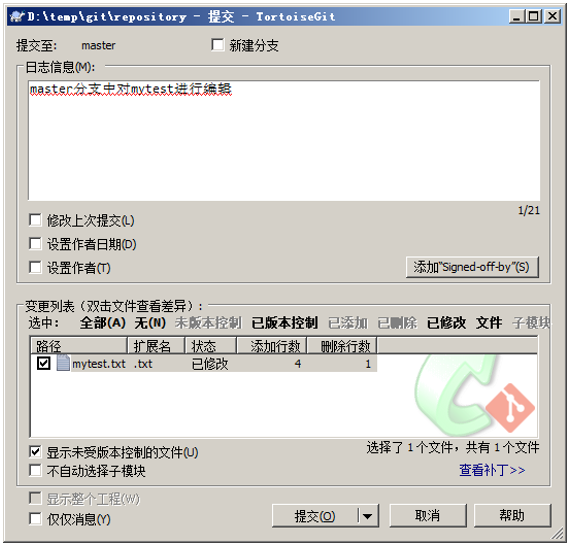 D:\temp\git\repository - 提交 - TortoiseGit
提交至: master 新建分支
日志信息(M):
master分支中对mytest进行编辑
1/21
修改上次提交(L)
设置作者日期(D)
设置作者(T) 添加"Signed-off-by"(S)
变更列表（双击文件查看差异）:
选中: 全部(A) 无(N) 未版本控制 已版本控制 已添加 已删除 已修改 文件 子模块
路径 扩展名 状态 添加行数 删除行数
mytest.txt .txt 已修改 4 1
显示未受版本控制的文件(U) 选择了 1 个文件，共有 1 个文件
不自动选择子模块 查看补丁>>
显示整个工程(W)
仅仅消息(Y) 提交(O) 取消 帮助